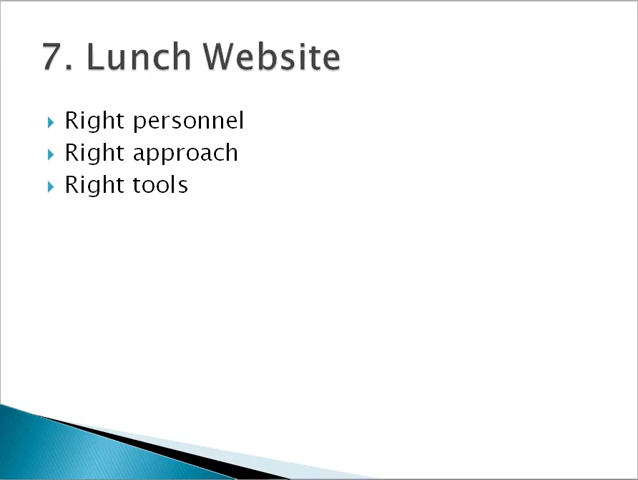 7. Lunch Website
Right personnel
Right approach
Right tools